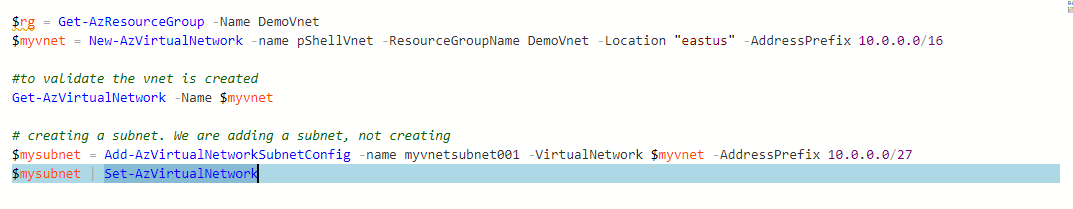 $rg = Get-AzResourceGroup -Name DemoVnet
$myvnet = New-AzVirtualNetwork -name pShellVnet -ResourceGroupName DemoVnet -Location "eastus" -AddressPrefix 10.0.0.0/16
#to validate the vnet is created
Get-AzVirtualNetwork -Name $myvnet
# creating a subnet. We are adding a subnet, not creating
$mysubnet = Add-AzVirtualNetworkSubnetConfig -name myvnetsubnet001 -VirtualNetwork $myvnet -AddressPrefix 10.0.0.0/27
$mysubnet | Set-AzVirtualNetwork